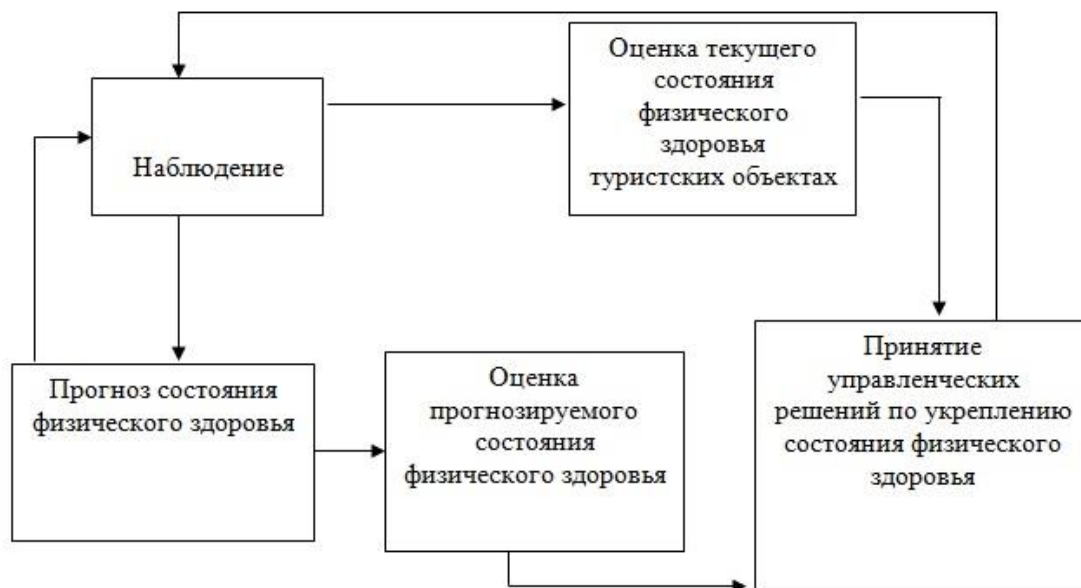 Оценка текущего
состояния
физического
здоровья
туристских объектах
Наблюдение
Прогноз состояния
физического здоровья
Оценка
прогнозируемого
состояния
физического здоровья
Принятие
управленческих
решений по укреплению
состояния физического
здоровья